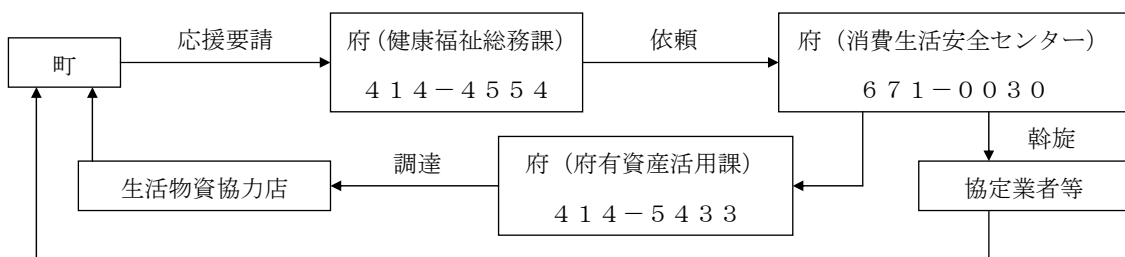 町
応援要請
府(健康福祉総務課)
414-4554
依頼
府(消費生活安全センター)
671-0030
斡旋
協定業者等
府(府有資産活用課)
414-5433
調達
生活物資協力店